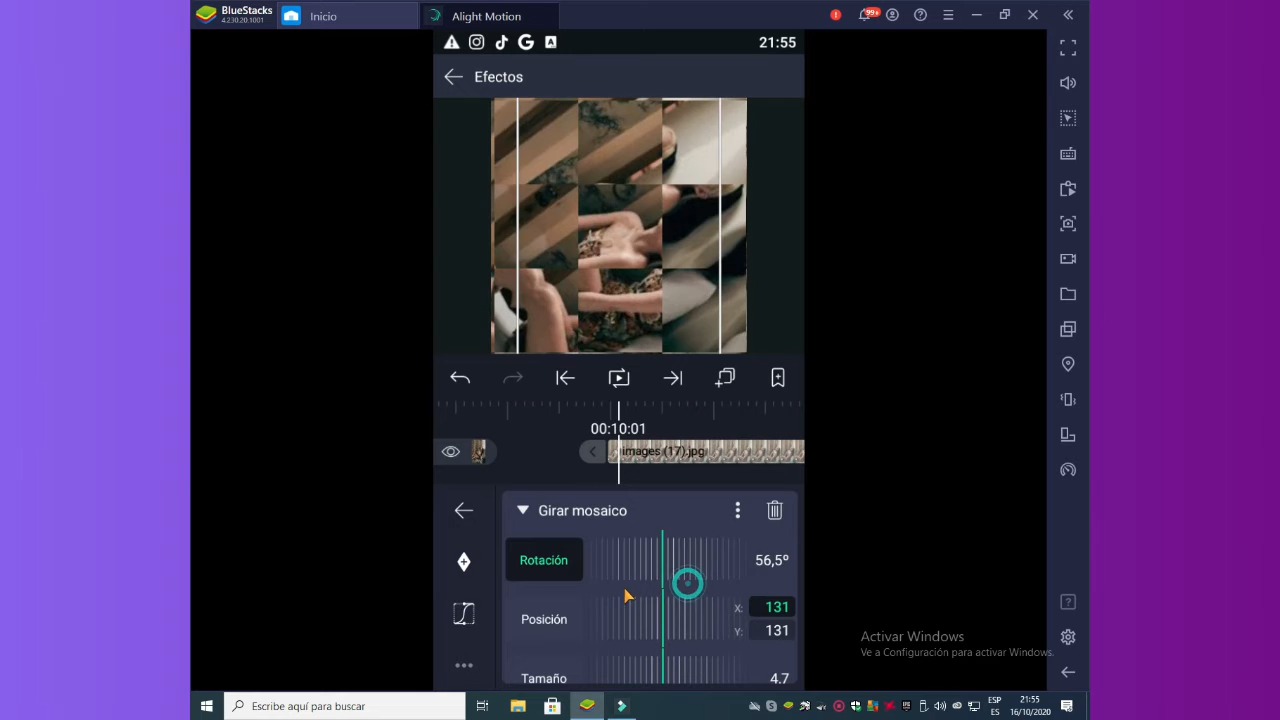 BlueStacks
4.230.20.1001
Inicio
Alight Motion
99+
21:55
Efectos
00:10:01
images (17).jpg
Girar mosaico
Rotación
56,5º
Posición
X: 131
Y: 131
Tamaño
4.7
Activar Windows
Ve a Configuración para activar Windows.
Escribe aquí para buscar
ESP
ES
21:55
16/10/2020